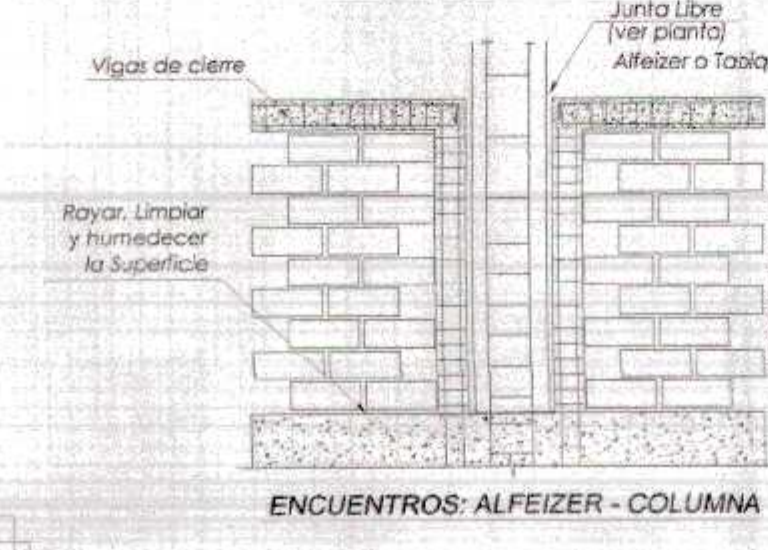 Junta Libre
(ver planta)
Alfeizer o Tabiq
Vigas de cierre
Rayar, Limpiar
y humedecer
la Superficie
ENCUENTROS: ALFEIZER - COLUMNA